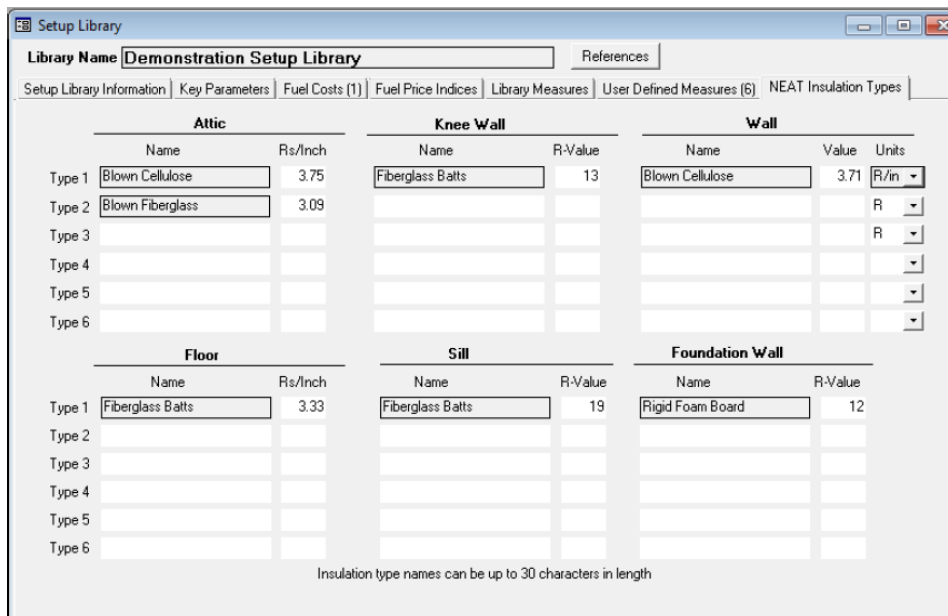 Setup Library
Library Name Demonstration Setup Library References
Setup Library Information Key Parameters Fuel Costs (1) Fuel Price Indices Library Measures User Defined Measures (6) NEAT Insulation Types
Attic Knee Wall Wall
Name Rs/Inch Name R-Value Name Value Units
Type 1 Blown Cellulose 3.75 Fiberglass Batts 13 Blown Cellulose 3.71 R/in
Type 2 Blown Fiberglass 3.09 R
Type 3 R
Type 4
Type 5
Type 6
Floor Sill Foundation Wall
Name Rs/Inch Name R-Value Name R-Value
Type 1 Fiberglass Batts 3.33 Fiberglass Batts 19 Rigid Foam Board 12
Type 2
Type 3
Type 4
Type 5
Type 6
Insulation type names can be up to 30 characters in length